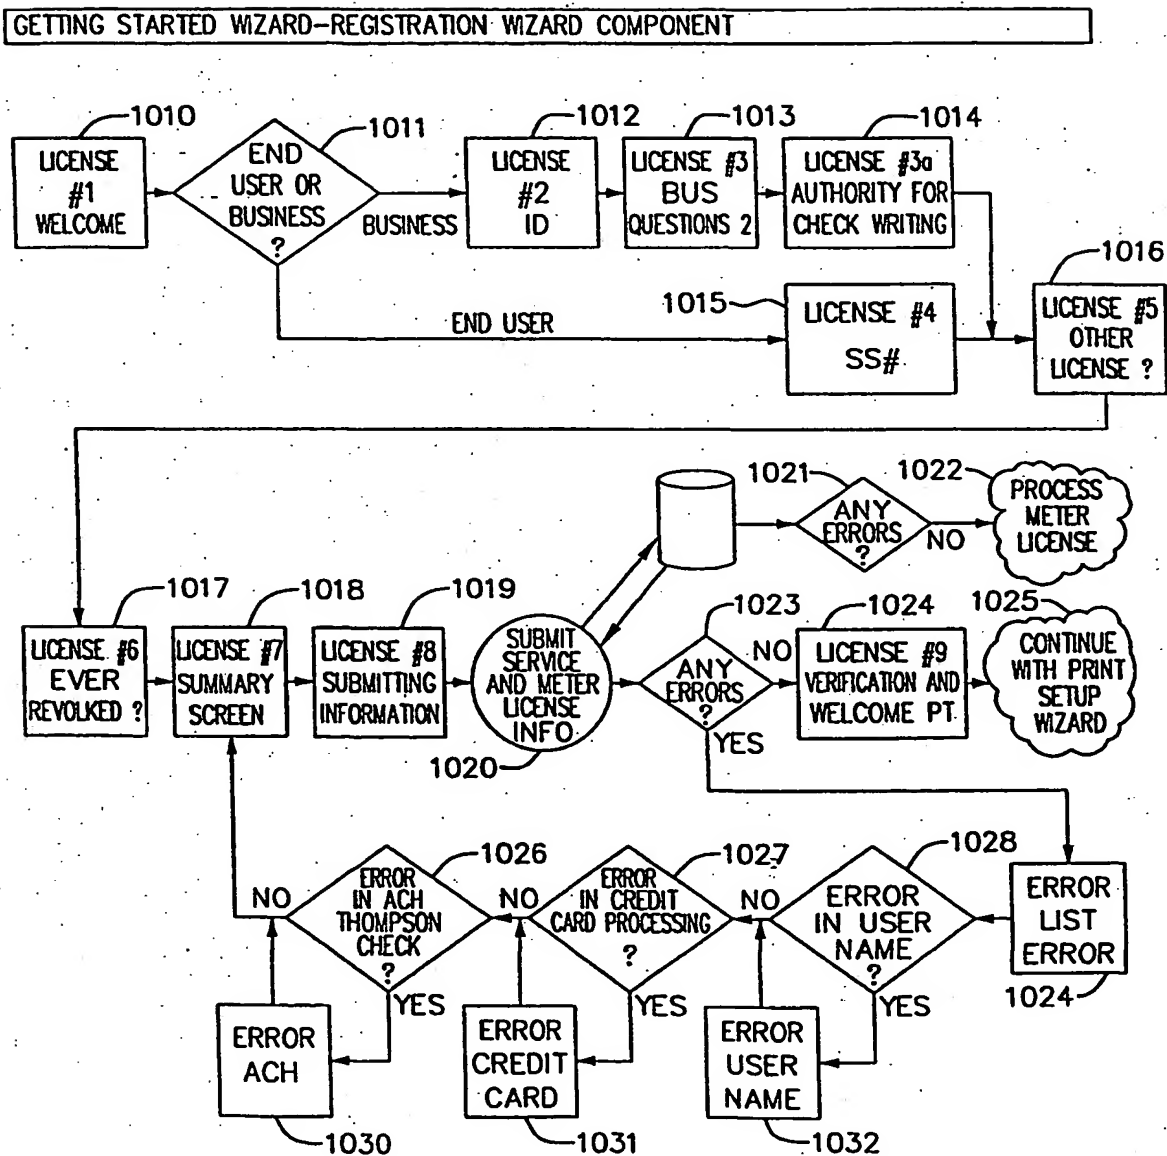 GETTING STARTED WIZARD-REGISTRATION WIZARD COMPONENT
1010
LICENSE
#1
WELCOME
1011
END
USER OR
BUSINESS
?
BUSINESS
1012
LICENSE
#2
ID
1013
LICENSE #3
BUS
QUESTIONS 2
1014
LICENSE #3a
AUTHORITY FOR
CHECK WRITING
END USER
1015
LICENSE #4
SS#
1016
LICENSE #5
OTHER
LICENSE ?
1021
ANY
ERRORS
?
NO
1022
PROCESS
METER
LICENSE
1017
LICENSE #6
EVER
REVOLKED ?
1018
LICENSE #7
SUMMARY
SCREEN
1019
LICENSE #8
SUBMITTING
INFORMATION
SUBMIT
SERVICE
AND METER
LICENSE
INFO
1020
1023
ANY
ERRORS
?
NO
YES
1024
LICENSE #9
VERIFICATION AND
WELCOME PT
1025
CONTINUE
WITH PRINT
SETUP
WIZARD
1026
ERROR
IN ACH
THOMPSON
CHECK
?
NO
YES
1027
ERROR
IN CREDIT
CARD PROCESSING
?
NO
YES
1028
ERROR
IN USER
NAME
?
NO
YES
ERROR
LIST
ERROR
1024
ERROR
ACH
1030
ERROR
CREDIT
CARD
1031
ERROR
USER
NAME
1032